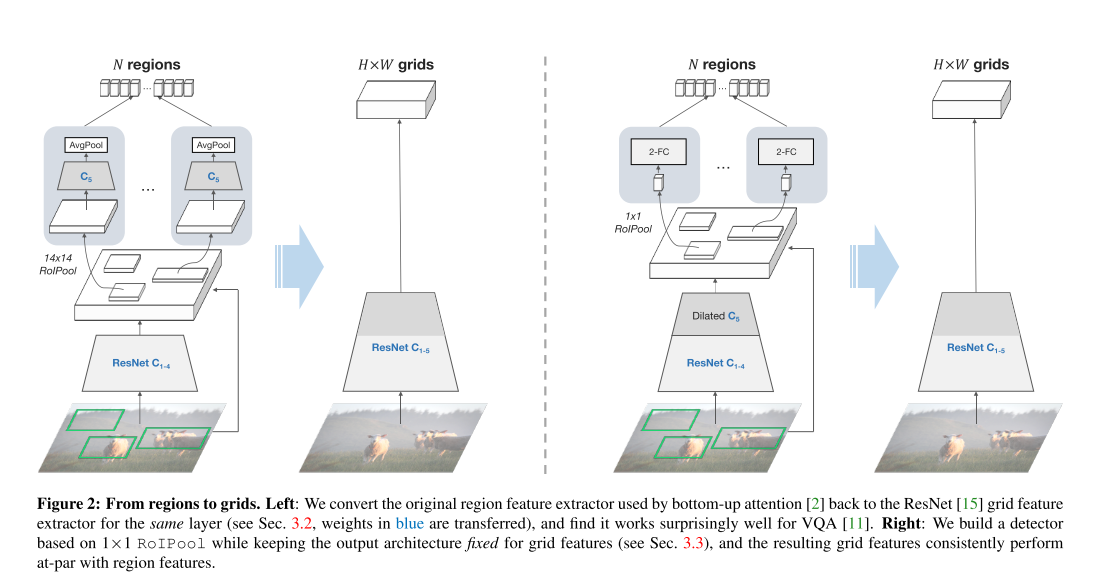 N regions
H×W grids
N regions
H×W grids
...
...
AvgPool
AvgPool
2-FC
2-FC
C5
...
C5
...
14x14
RoIPool
1x1
RoIPool
Dilated C5
ResNet C1-4
ResNet C1-5
ResNet C1-4
ResNet C1-5
Figure 2: From regions to grids. Left: We convert the original region feature extractor used by bottom-up attention [2] back to the ResNet [15] grid feature
extractor for the same layer (see Sec. 3.2, weights in blue are transferred), and find it works surprisingly well for VQA [11]. Right: We build a detector
based on 1×1 RoIPool while keeping the output architecture fixed for grid features (see Sec. 3.3), and the resulting grid features consistently perform
at-par with region features.